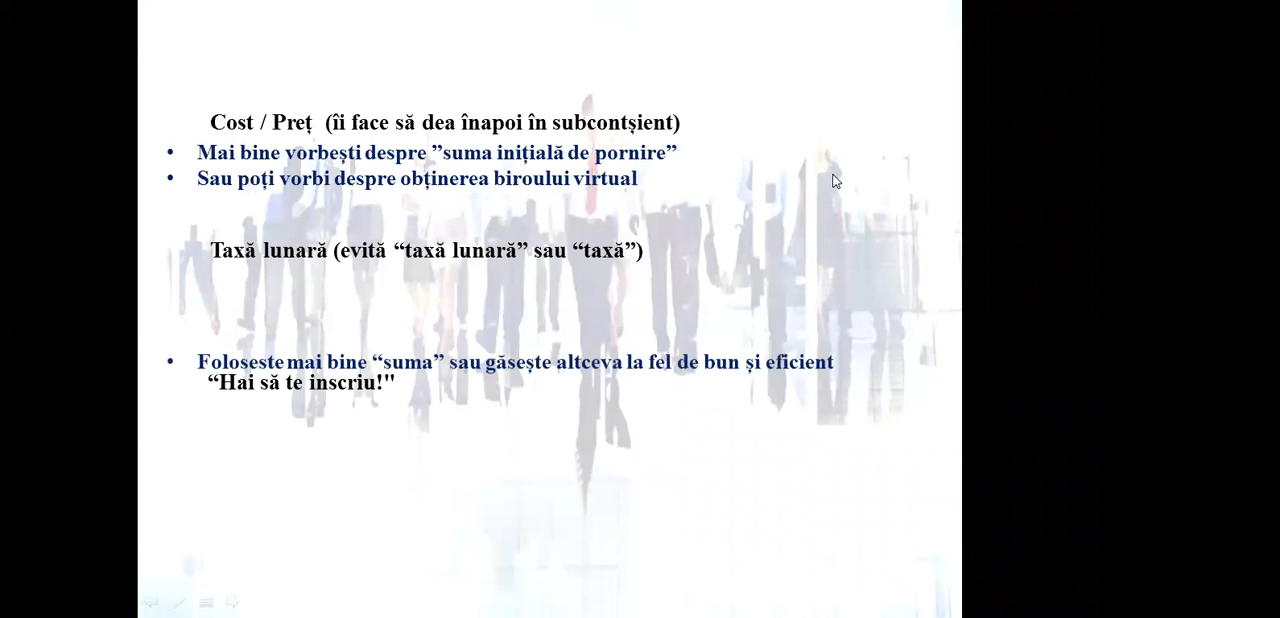 Cost / Preț (îi face să dea înapoi în subcontșient)
• Mai bine vorbești despre ”suma inițială de pornire”
• Sau poți vorbi despre obținerea biroului virtual
Taxă lunară (evită “taxă lunară” sau “taxă”)
• Foloseste mai bine “suma” sau găsește altceva la fel de bun și eficient
“Hai să te inscriu!"